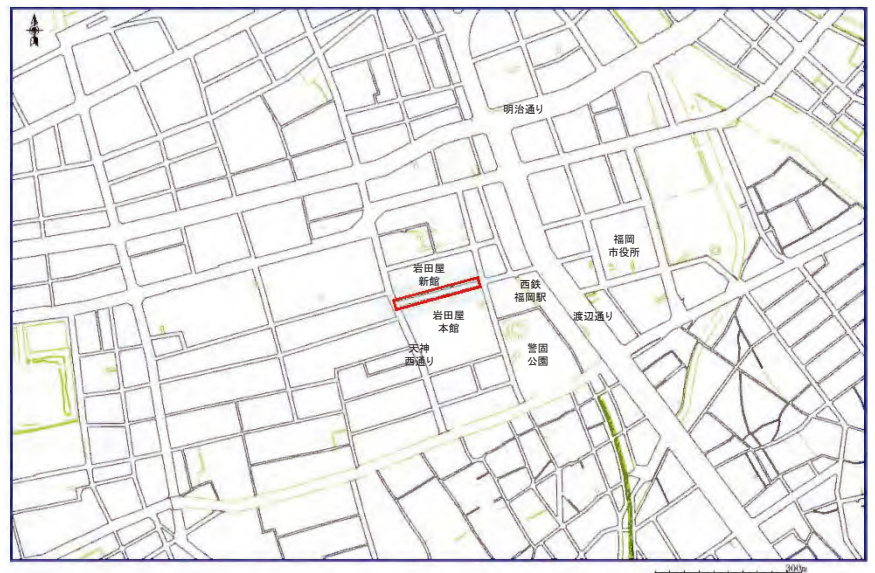 明治通り
福岡
市役所
岩田屋
新館
西鉄
福岡駅
岩田屋
本館
渡辺通り
天神
西通り
警固
公園
300m